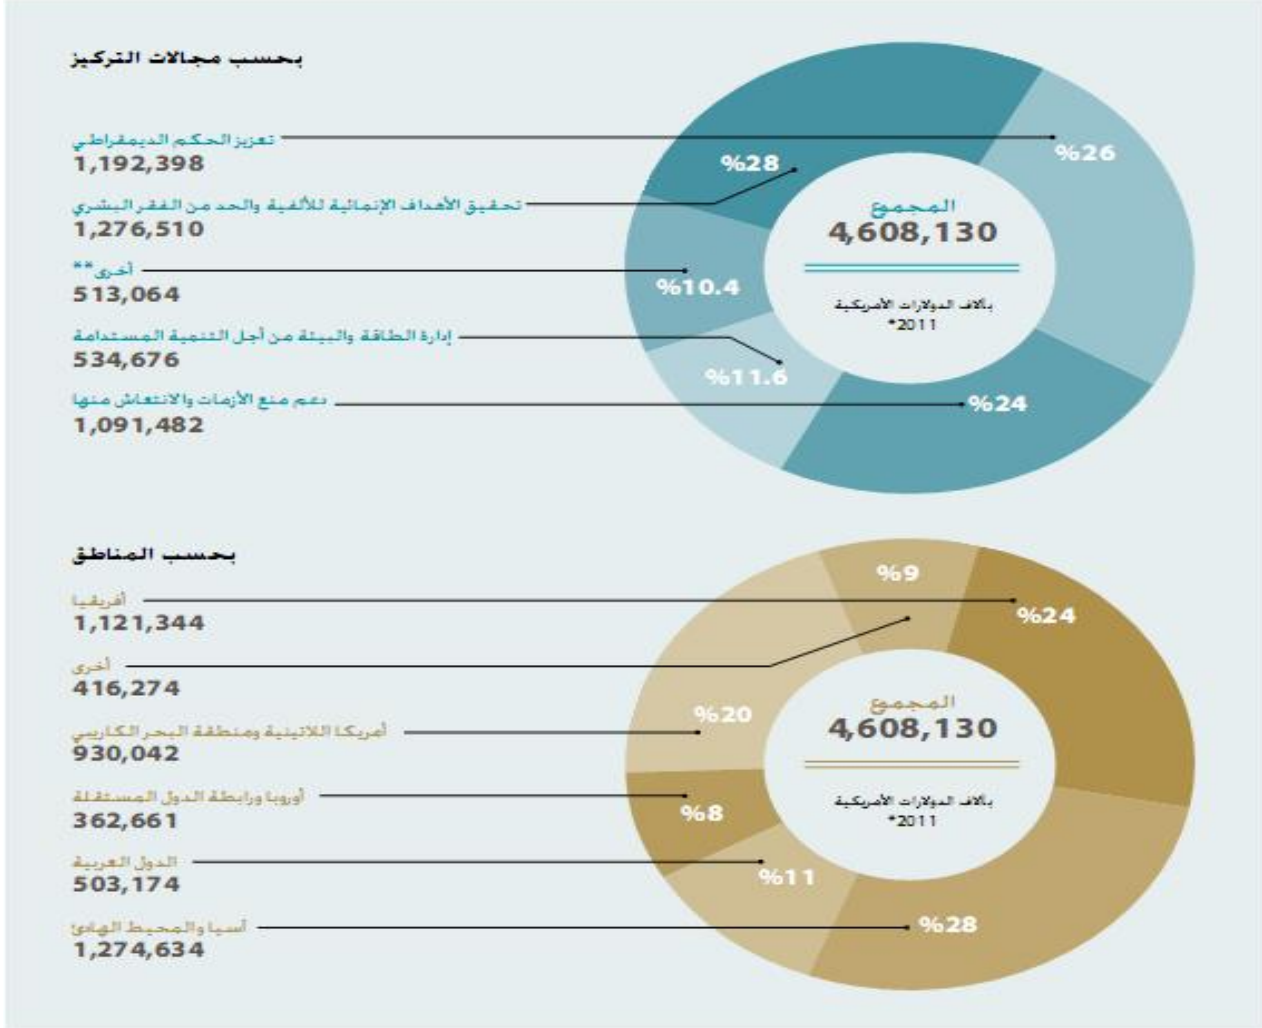 بحسب مجالات التركيز
تعزيز الحكم الديمقراطي
1,192,398
تحقيق الأهداف الإنمائية للألفية والحد من الفقر البشري
1,276,510
أخرى**
513,064
إدارة الطاقة والبيئة من أجل التنمية المستدامة
534,676
دعم منع الأزمات والانتعاش منها
1,091,482
%28
%26
%10.4
%11.6
%24
المجموع
4,608,130
بآلاف الدولارات الأمريكية
*2011
بحسب المناطق
أفريقيا
1,121,344
أخرى
416,274
أمريكا اللاتينية ومنطقة البحر الكاريبي
930,042
أوروبا ورابطة الدول المستقلة
362,661
الدول العربية
503,174
آسيا والمحيط الهادئ
1,274,634
%9
%24
%20
%8
%11
%28
المجموع
4,608,130
بآلاف الدولارات الأمريكية
*2011